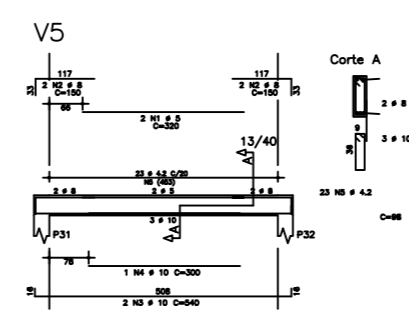 V5
Corte A
117
2 N2 ø 8
C=150
33
117
2 N2 ø 8
C=150
33
66
2 N1 ø 5
C=320
13/40
A
23 ø 4.2 C/20
N5 (463)
2 ø 8
2 ø 5
2 ø 8
3 ø 10
A
P31
P32
76
1 N4 ø 10 C=300
16
508
16
2 N3 ø 10 C=540
2 ø 8
9
36
3 ø 10
23 N5 ø 4.2
C=98